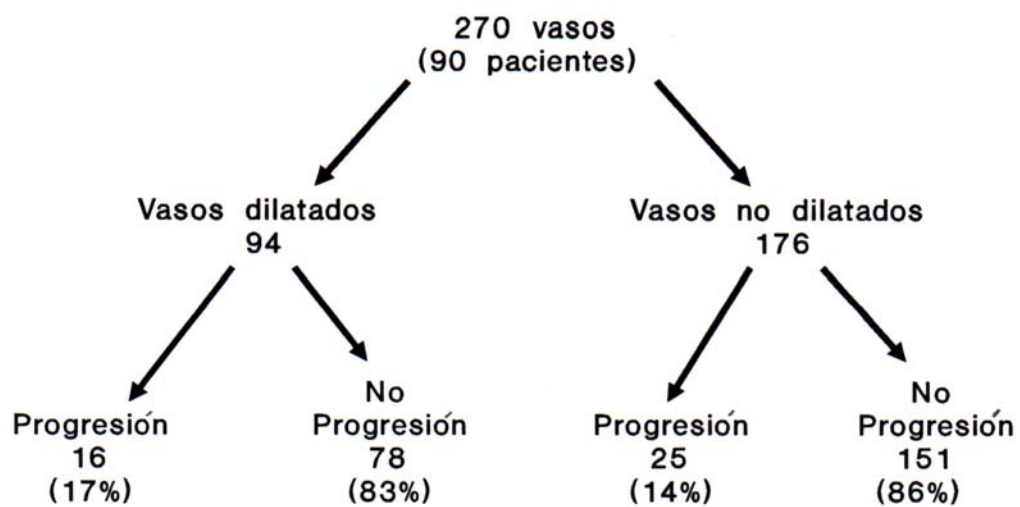 270 vasos
(90 pacientes)
Vasos dilatados
94
Vasos no dilatados
176
Progresión
16
(17%)
No
Progresión
78
(83%)
Progresión
25
(14%)
No
Progresión
151
(86%)